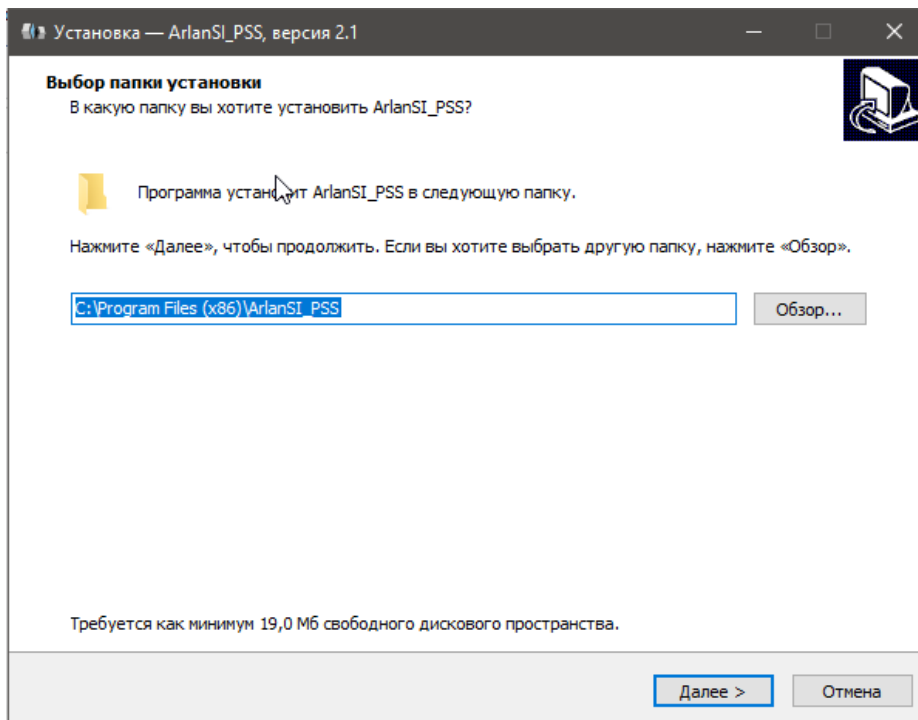 Установка — ArlanSI_PSS, версия 2.1
Выбор папки установки
В какую папку вы хотите установить ArlanSI_PSS?
Программа установит ArlanSI_PSS в следующую папку.
Нажмите «Далее», чтобы продолжить. Если вы хотите выбрать другую папку, нажмите «Обзор».
C:\Program Files (x86)\ArlanSI_PSS
Обзор...
Требуется как минимум 19,0 Мб свободного дискового пространства.
Далее >
Отмена